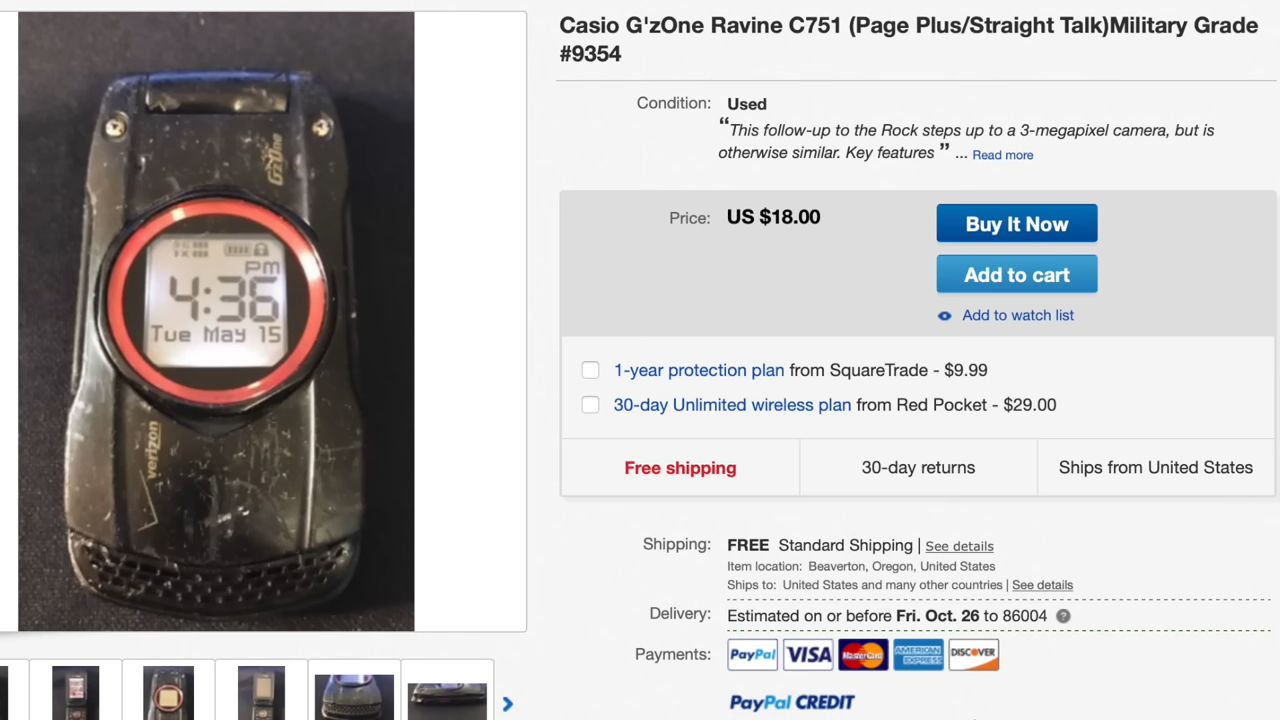 Casio G'zOne Ravine C751 (Page Plus/Straight Talk)Military Grade
#9354
Condition: Used
“This follow-up to the Rock steps up to a 3-megapixel camera, but is
otherwise similar. Key features ” ... Read more
Price: US $18.00
Buy It Now
Add to cart
Add to watch list
1-year protection plan from SquareTrade - $9.99
30-day Unlimited wireless plan from Red Pocket - $29.00
Free shipping
30-day returns
Ships from United States
Shipping: FREE Standard Shipping | See details
Item location: Beaverton, Oregon, United States
Ships to: United States and many other countries | See details
Delivery: Estimated on or before Fri. Oct. 26 to 86004 ?
Payments: PayPal VISA MasterCard AMERICAN EXPRESS DISCOVER
PayPal CREDIT
G'zOne
PM
4:36
Tue May 15
verizon